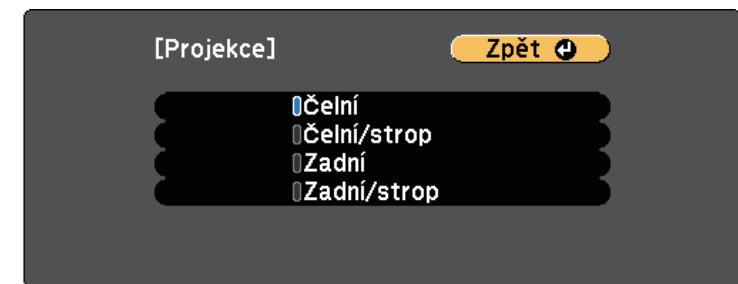 [Projekce] Zpět
Čelní
Čelní/strop
Zadní
Zadní/strop